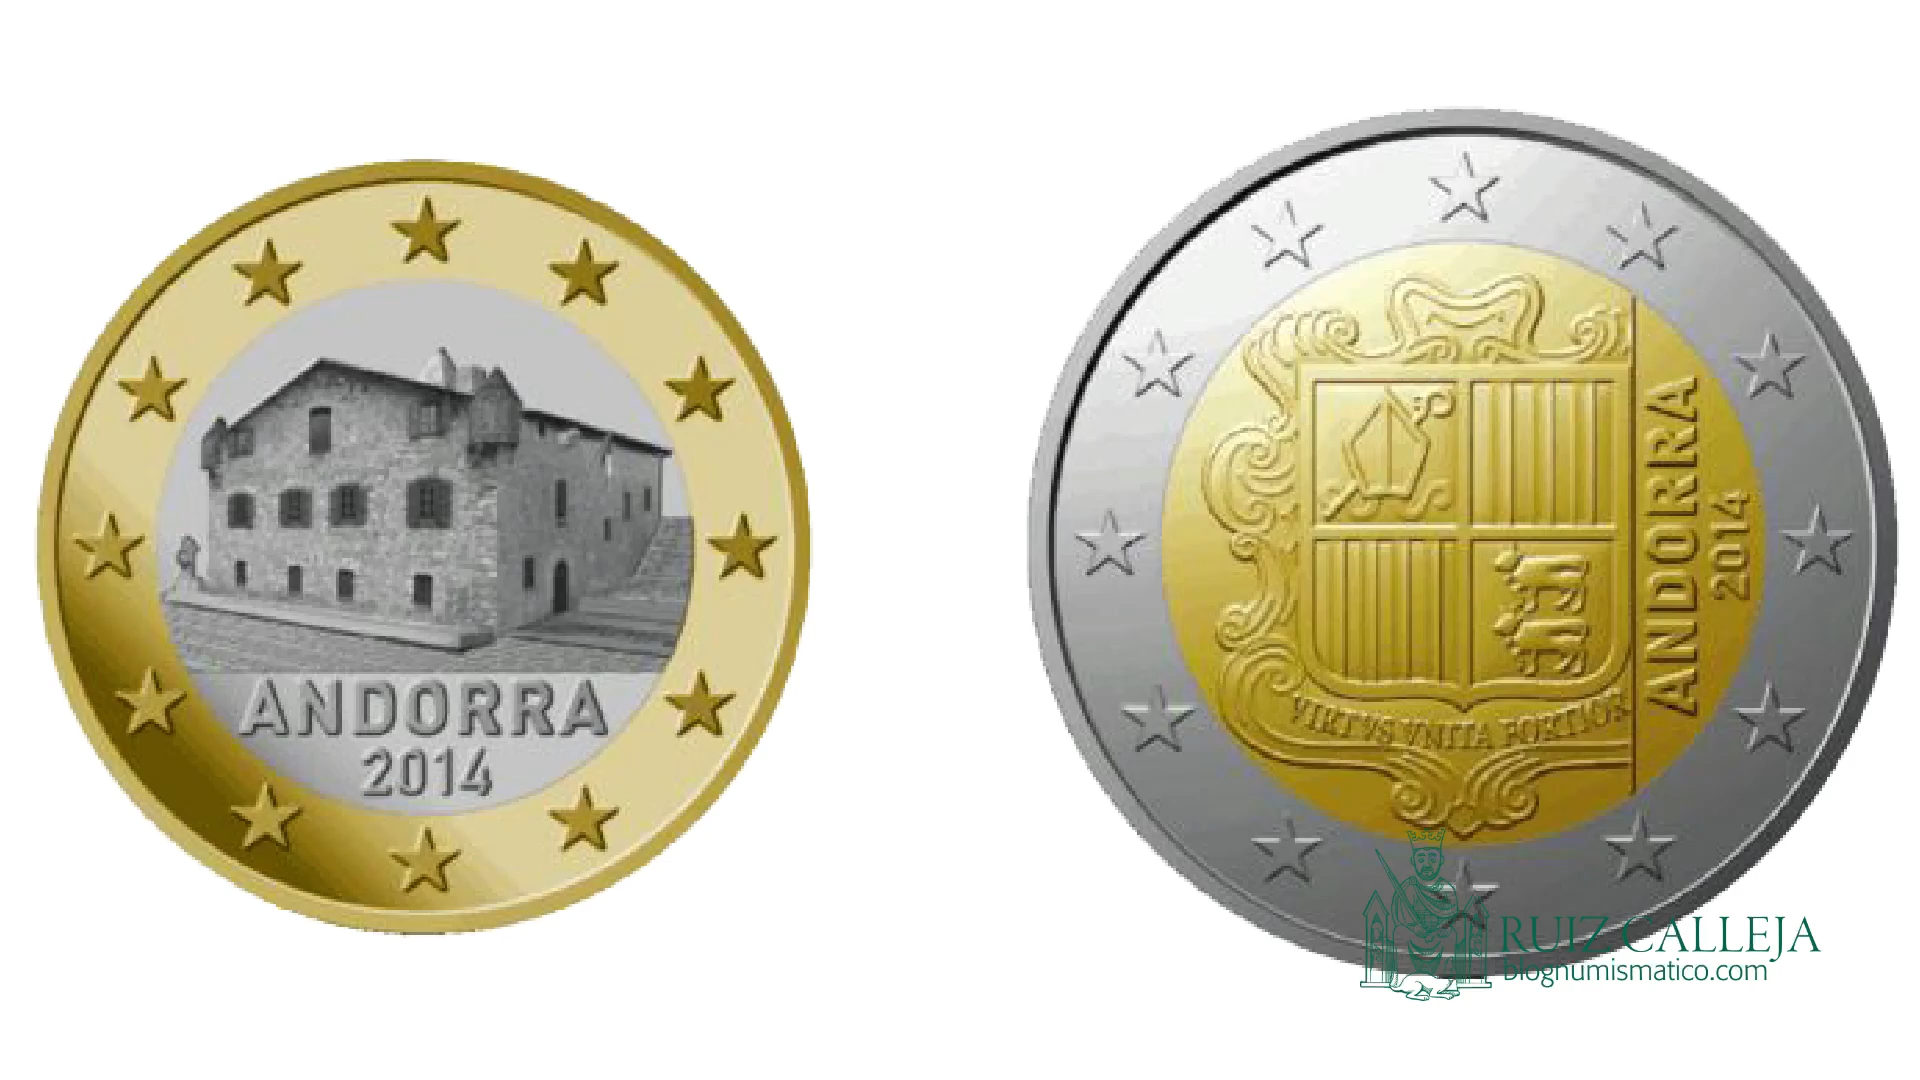 ANDORRA
2014
VIRTVS VNITA FORTIOR
ANDORRA
2014
RUIZ CALLEJA
blognumismatico.com